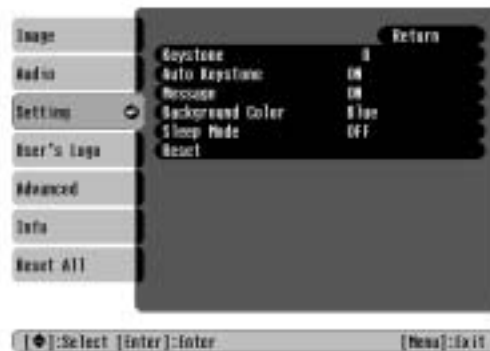 Image
Audio
Setting
User's Logo
Advanced
Info
Reset All
Return
Keystone 0
Auto Keystone ON
Message ON
Background Color Blue
Sleep Mode OFF
Reset
[◆]:Select [Enter]:Enter [Menu]:Exit